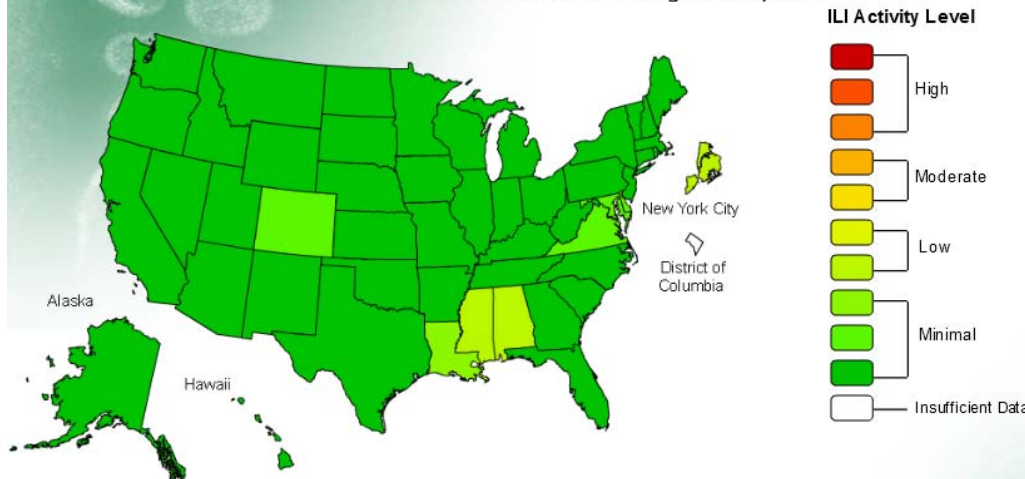 ILI Activity Level
High
Moderate
Low
Minimal
Insufficient Data
New York City
District of
Columbia
Alaska
Hawaii